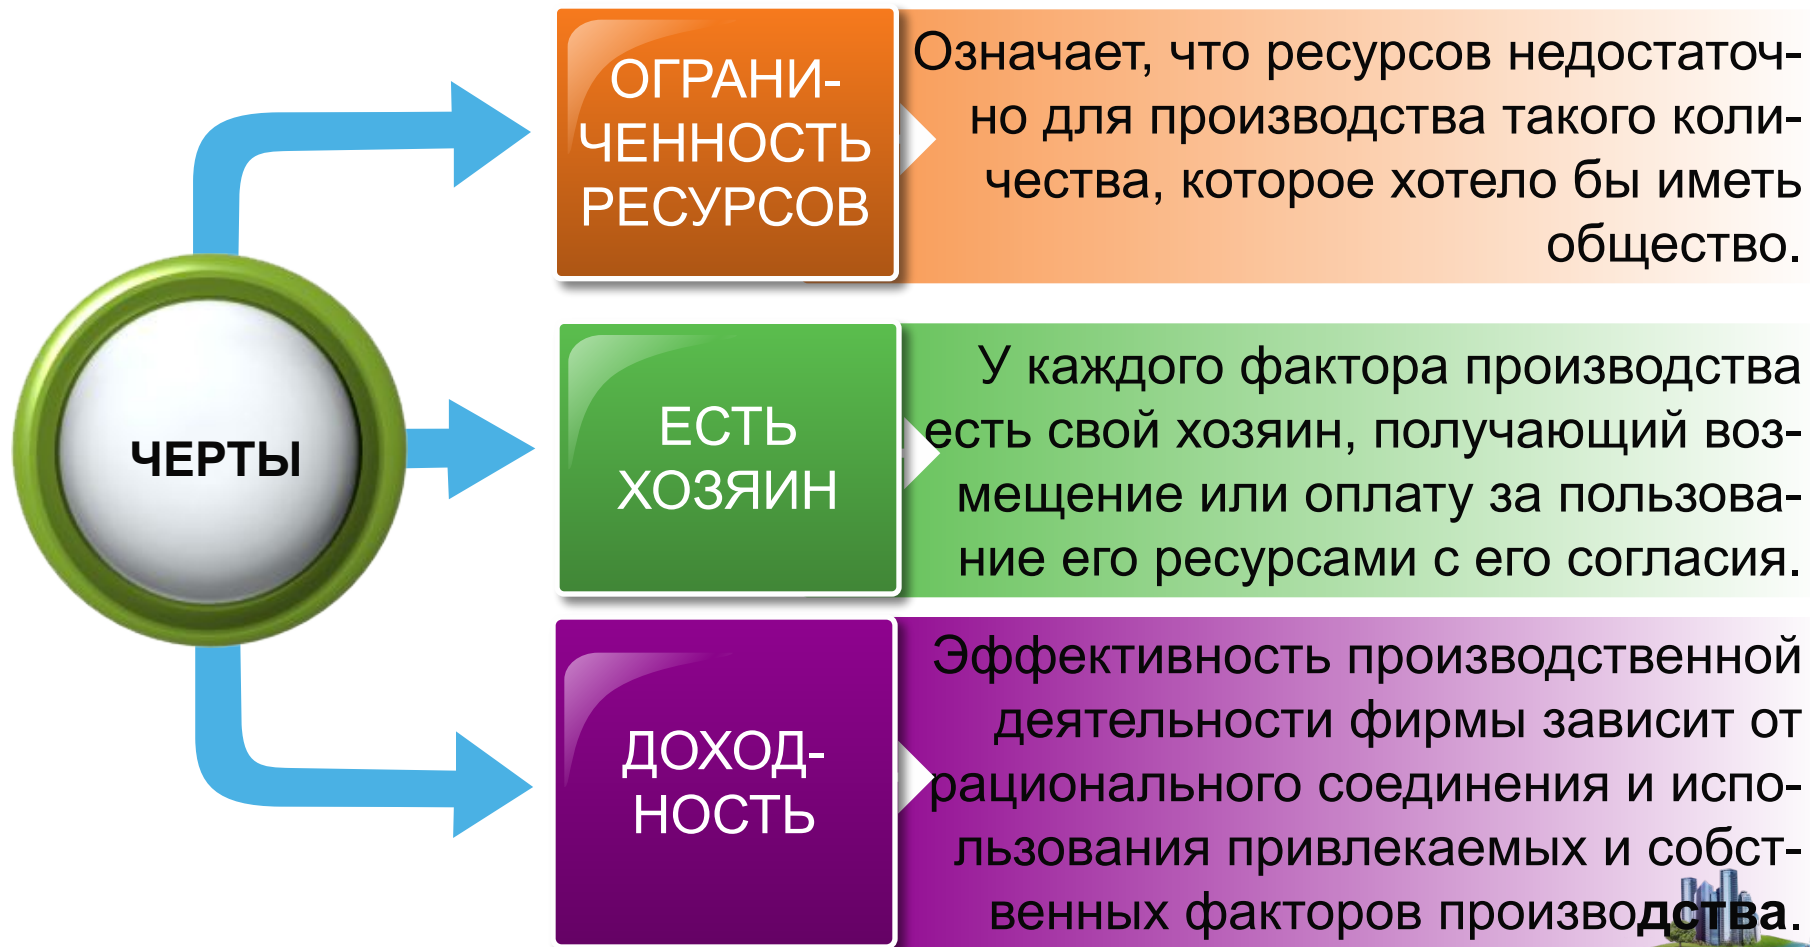 ЧЕРТЫ
ОГРАНИ-
ЧЕННОСТЬ
РЕСУРСОВ
Означает, что ресурсов недостаточ-
но для производства такого коли-
чества, которое хотело бы иметь
общество.
ЕСТЬ
ХОЗЯИН
У каждого фактора производства
есть свой хозяин, получающий воз-
мещение или оплату за пользова-
ние его ресурсами с его согласия.
ДОХОД-
НОСТЬ
Эффективность производственной
деятельности фирмы зависит от
рационального соединения и испо-
льзования привлекаемых и собст-
венных факторов производства.